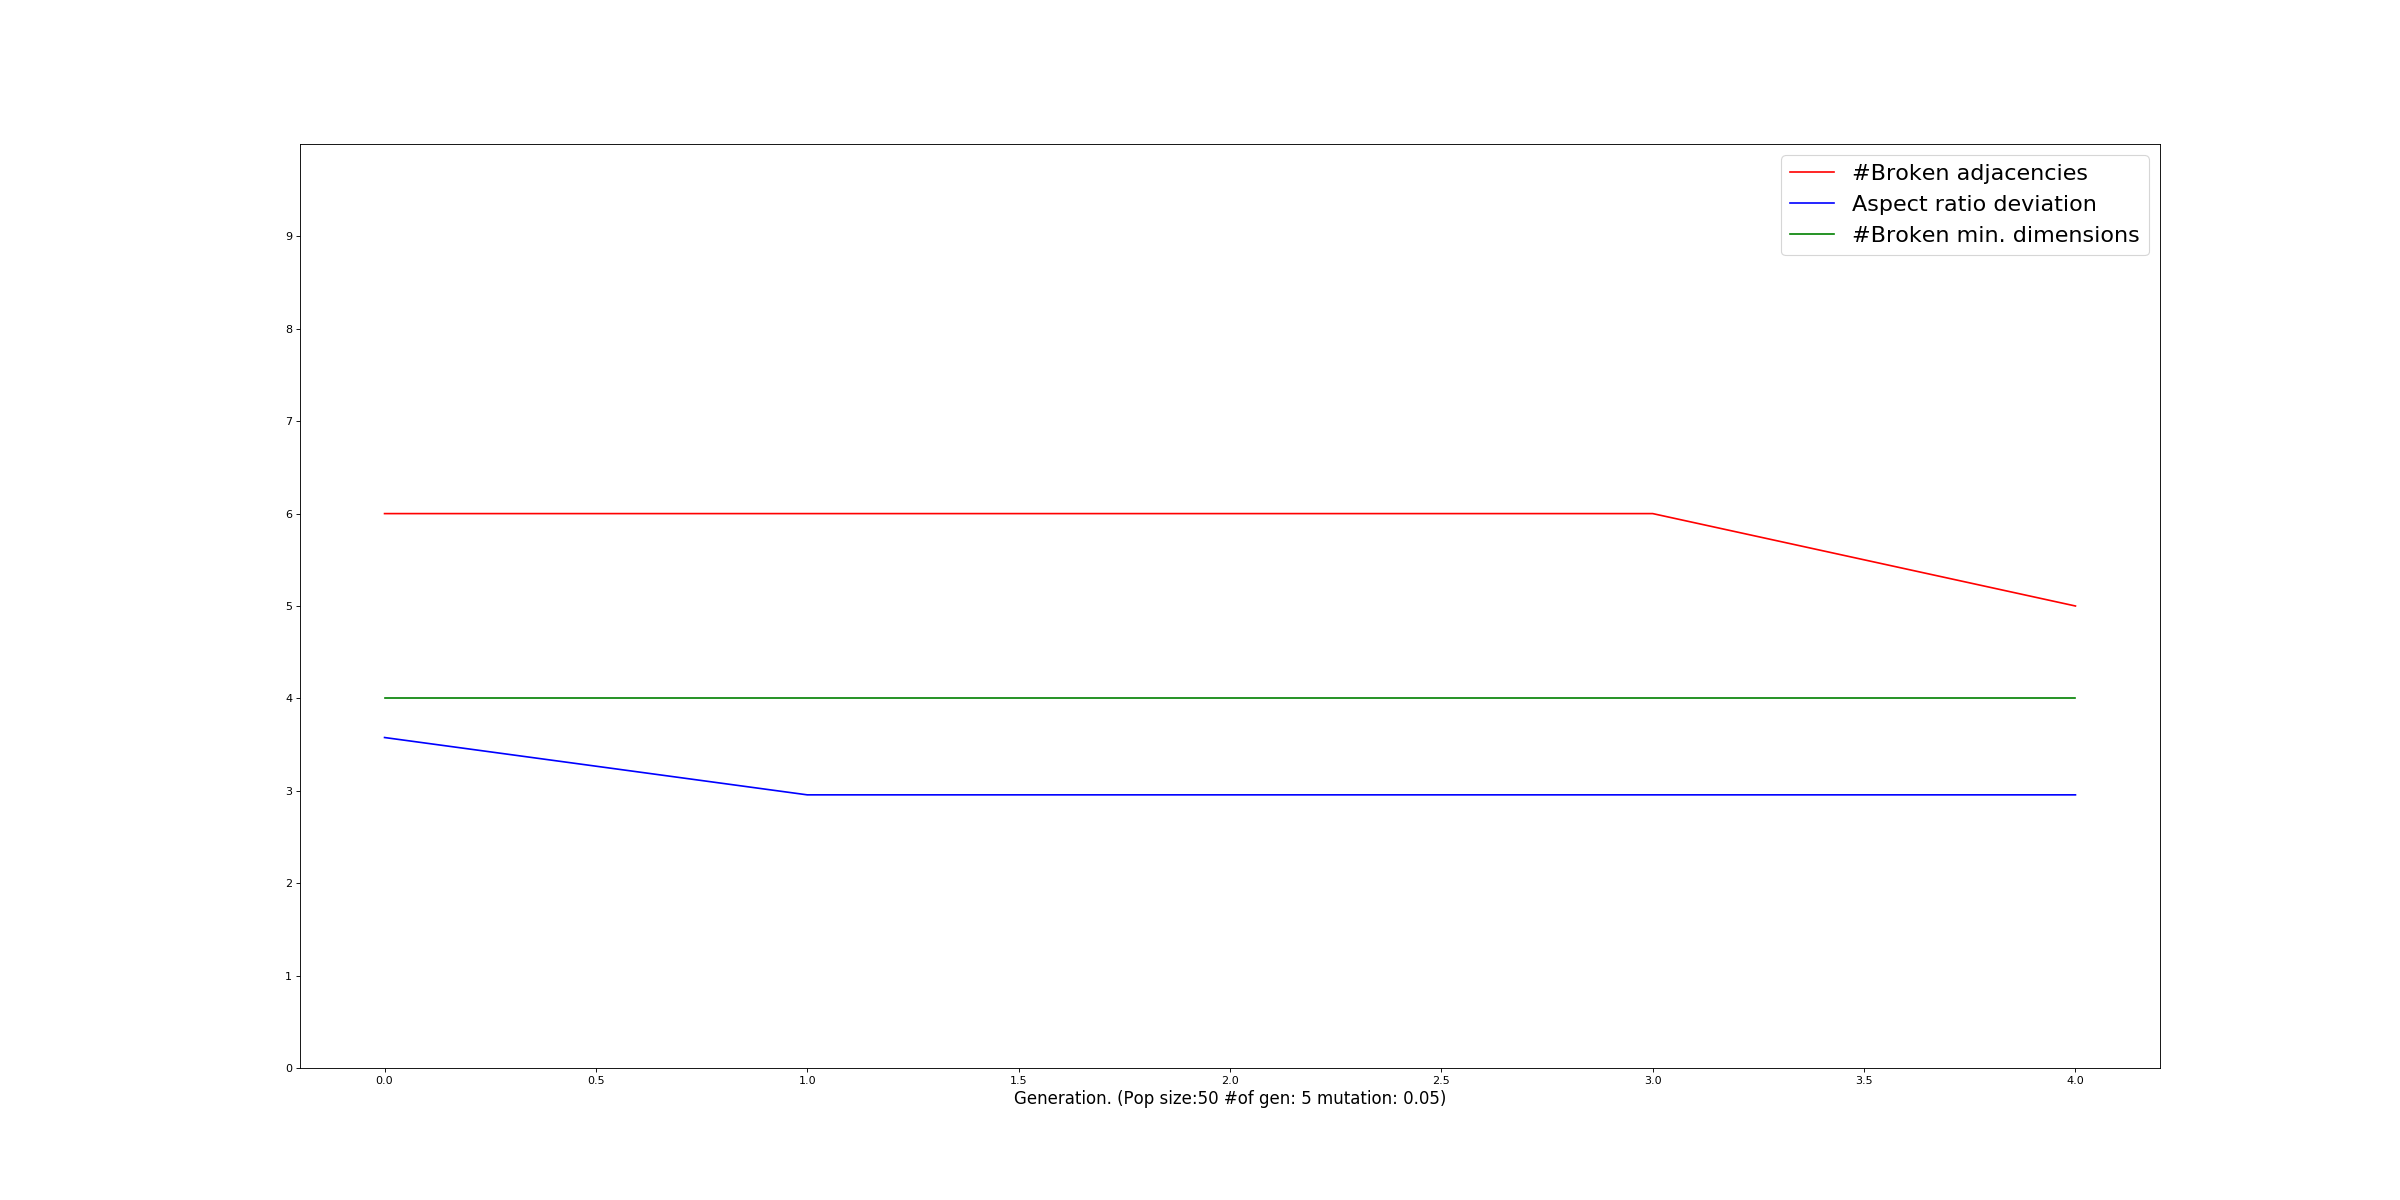 #Broken adjacencies
Aspect ratio deviation
#Broken min. dimensions
9
8
7
6
5
4
3
2
1
0
0.0 0.5 1.0 1.5 2.0 2.5 3.0 3.5 4.0
Generation. (Pop size:50 #of gen: 5 mutation: 0.05)